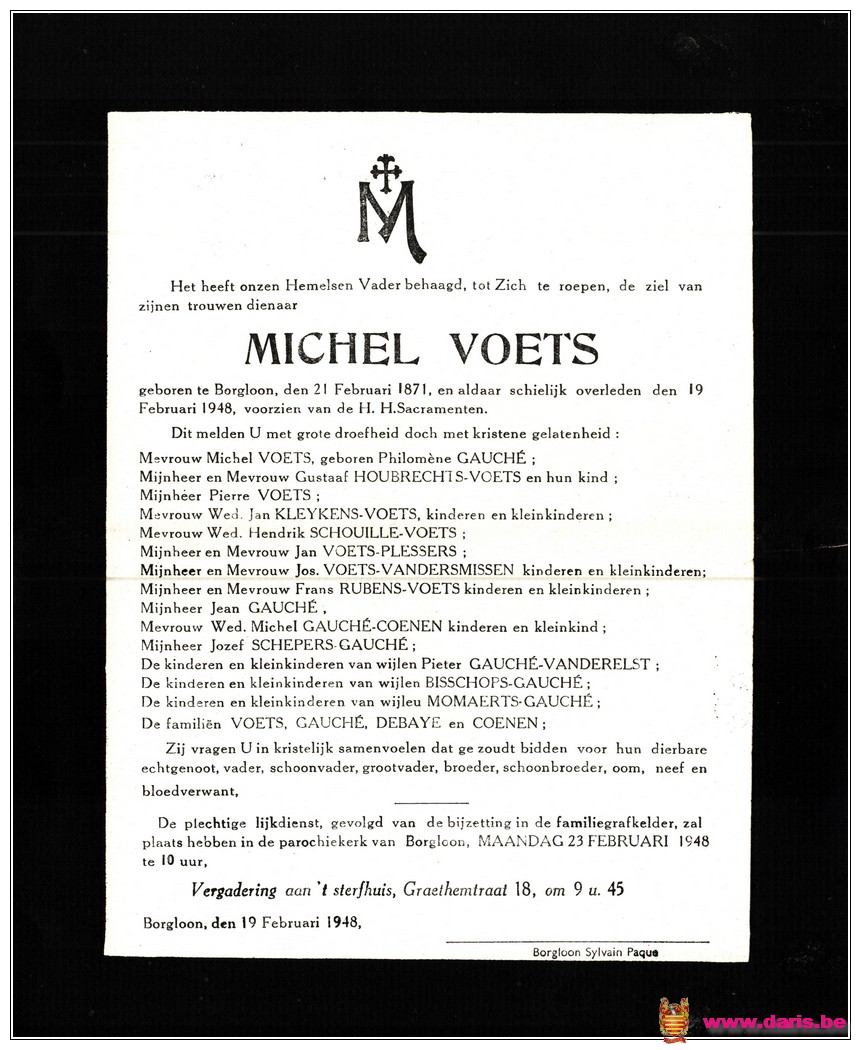 M
Het heeft onzen Hemelsen Vader behaagd, tot Zich te roepen, de ziel van
zijnen trouwen dienaar
MICHEL VOETS
geboren te Borgloon, den 21 Februari 1871, en aldaar schielijk overleden den 19
Februari 1948, voorzien van de H. H.Sacramenten.
Dit melden U met grote droefheid doch met kristene gelatenheid :
Mevrouw Michel VOETS, geboren Philomène GAUCHÉ ;
Mijnheer en Mevrouw Gustaaf HOUBRECHTS-VOETS en hun kind ;
Mijnheer Pierre VOETS ;
Mevrouw Wed. Jan KLEYKENS-VOETS, kinderen en kleinkinderen ;
Mevrouw Wed. Hendrik SCHOUILLE-VOETS ;
Mijnheer en Mevrouw Jan VOETS-PLESSERS ;
Mijnheer en Mevrouw Jos. VOETS-VANDERSMISSEN kinderen en kleinkinderen;
Mijnheer en Mevrouw Frans RUBENS-VOETS kinderen en kleinkinderen ;
Mijnheer Jean GAUCHÉ ,
Mevrouw Wed. Michel GAUCHÉ-COENEN kinderen en kleinkind ;
Mijnheer Jozef SCHEPERS-GAUCHÉ ;
De kinderen en kleinkinderen van wijlen Pieter GAUCHÉ-VANDERELST ;
De kinderen en kleinkinderen van wijlen BISSCHOPS-GAUCHÉ ;
De kinderen en kleinkinderen van wijleu MOMAERTS-GAUCHÉ ;
De familiën VOETS, GAUCHÉ, DEBAYE en COENEN ;
Zij vragen U in kristelijk samenvoelen dat ge zoudt bidden voor hun dierbare
echtgenoot, vader, schoonvader, grootvader, broeder, schoonbroeder, oom, neef en
bloedverwant,
De plechtige lijkdienst, gevolgd van de bijzetting in de familiegrafkelder, zal
plaats hebben in de parochiekerk van Borgloon, MAANDAG 23 FEBRUARI 1948
te 10 uur,
Vergadering aan 't sterfhuis, Graethemtraat 18, om 9 u. 45
Borgloon, den 19 Februari 1948,
Borgloon Sylvain Paque
www.daris.be